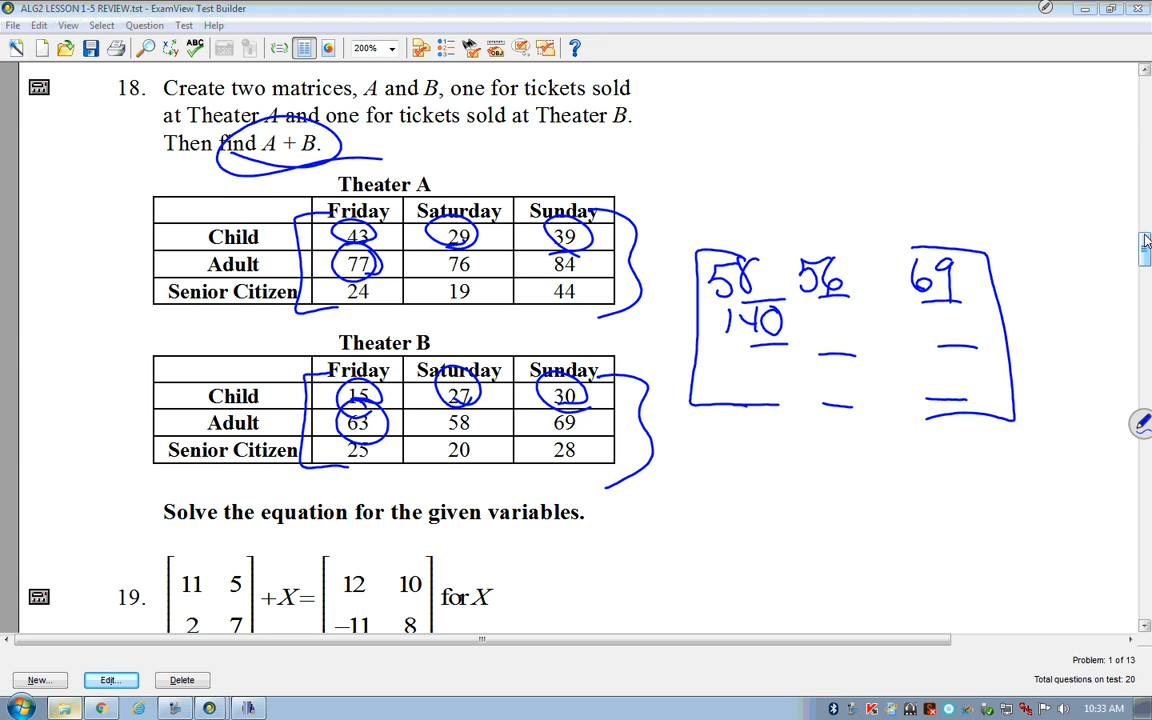 ALG2 LESSON 1-5 REVIEW.tst - ExamView Test Builder
File Edit View Select Question Test Help
ABC 200% OBJ ?
18. Create two matrices, A and B, one for tickets sold
at Theater A and one for tickets sold at Theater B.
Then find A + B.
Theater A
Friday Saturday Sunday
Child 43 29 39
Adult 77 76 84
Senior Citizen 24 19 44
58 56 69
140
Theater B
Friday Saturday Sunday
Child 15 27 30
Adult 63 58 69
Senior Citizen 25 20 28
Solve the equation for the given variables.
19. 11 5 +X= 12 10 for X
2 7 –11 8
Problem: 1 of 13
New... Edit... Delete Total questions on test: 20
10:33 AM